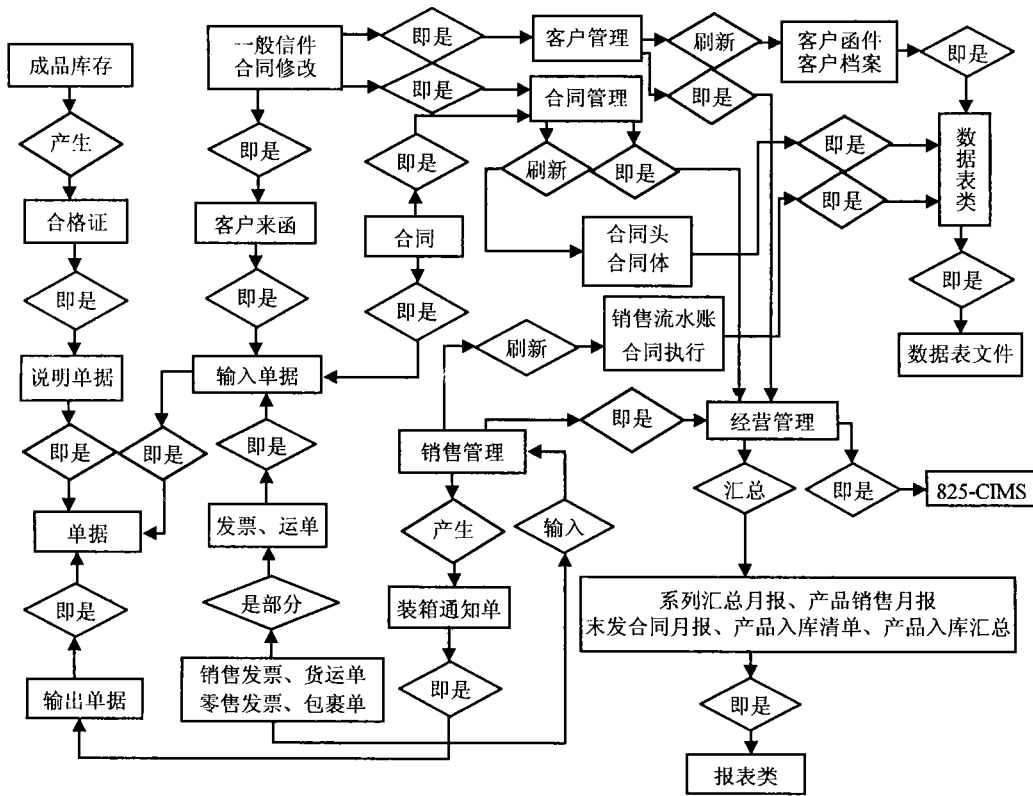 成品库存
一般信件
合同修改
即是
客户管理
刷新
客户函件
客户档案
即是
即是
合同管理
即是
产生
即是
即是
刷新
即是
即是
数据表类
即是
合格证
客户来函
合同
合同头
合同体
即是
即是
即是
即是
销售流水账
合同执行
刷新
数据表文件
说明单据
输入单据
即是
经营管理
即是
即是
即是
销售管理
汇总
即是
825-CIMS
单据
发票、运单
产生
输入
即是
是部分
装箱通知单
系列汇总月报、产品销售月报
末发合同月报、产品入库清单、产品入库汇总
输出单据
销售发票、货运单
零售发票、包裹单
即是
即是
报表类